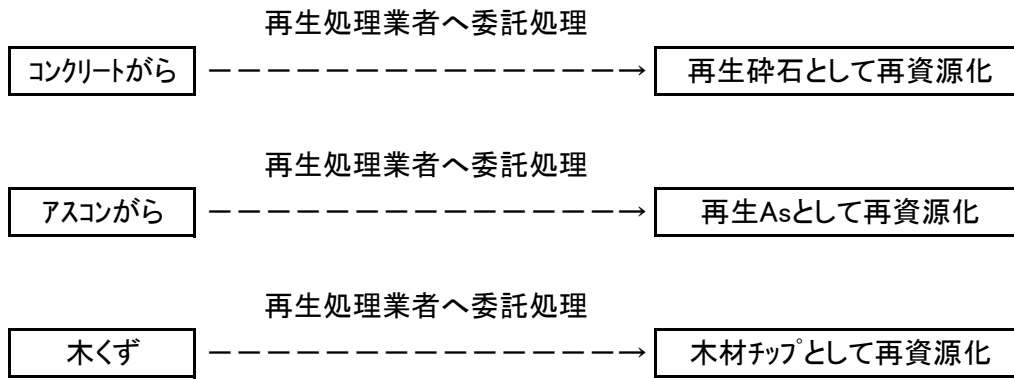 再生処理業者へ委託処理
コンクリートがら －－－－－－－－－－－－－－－→ 再生砕石として再資源化
再生処理業者へ委託処理
アスコンがら －－－－－－－－－－－－－－－→ 再生Asとして再資源化
再生処理業者へ委託処理
木くず －－－－－－－－－－－－－－－→ 木材チップとして再資源化